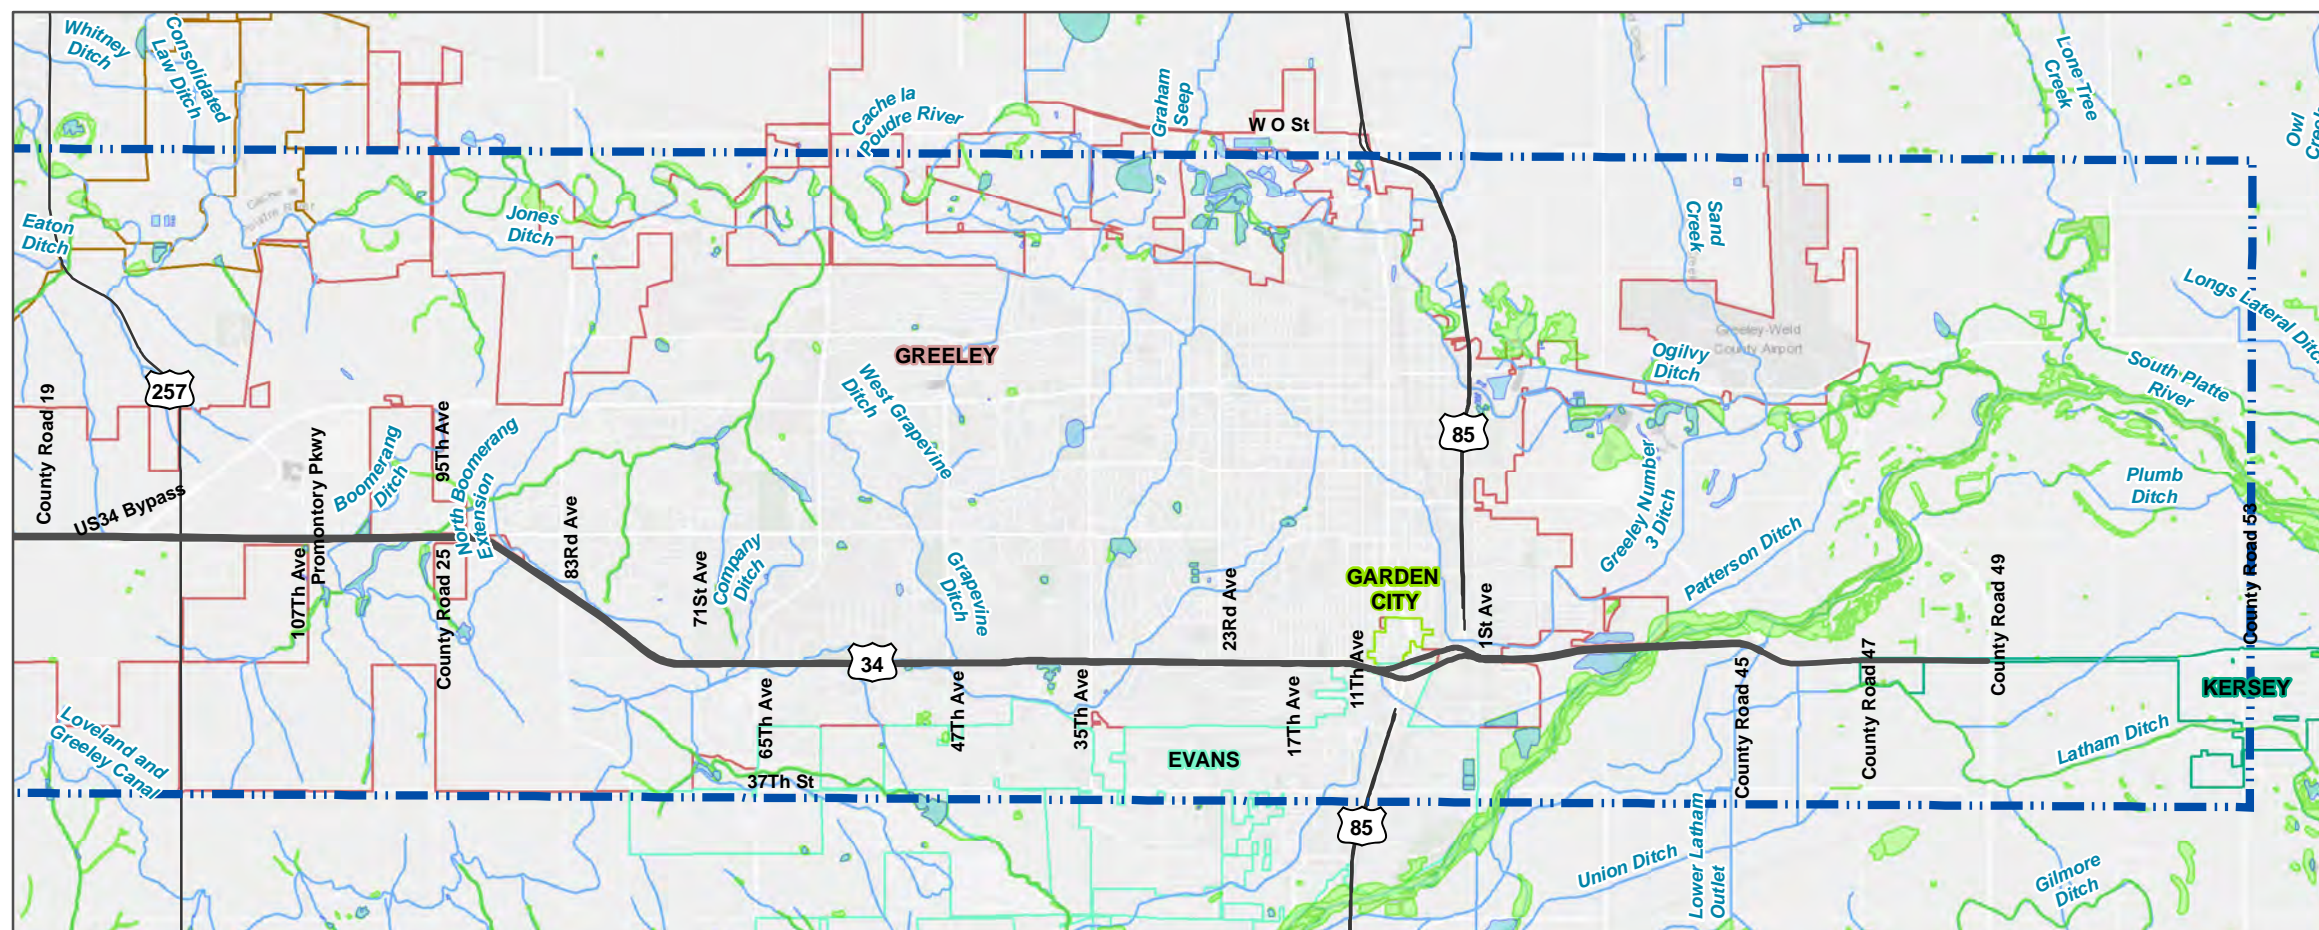 Whitney
Ditch
Consolidated
Law Ditch
Cache la
Poudre River
Graham
Seep
W O St
Lone Tree
Creek
Owl
Eaton
Ditch
Jones
Ditch
Sand
Creek
Longs Lateral Ditch
Greeley-Weld
County Airport
GREELEY
West Grapevine
Ditch
Ogilvy
Ditch
South Platte
River
257
County Road 19
85
US34 Bypass
Promontory Pkwy
Boomerang
Ditch
95Th Ave
North Boomerang
Extension
83Rd Ave
Greeley Number
3 Ditch
Patterson Ditch
Plumb
Ditch
County Road 53
107Th Ave
County Road 25
71St Ave
Company
Ditch
Grapevine
Ditch
23Rd Ave
GARDEN
CITY
1St Ave
County Road 49
34
11Th Ave
65Th Ave
47Th Ave
35Th Ave
17Th Ave
County Road 45
County Road 47
KERSEY
Loveland and
Greeley Canal
EVANS
37Th St
Latham Ditch
85
Union Ditch
Lower Latham
Outlet
Gilmore
Ditch